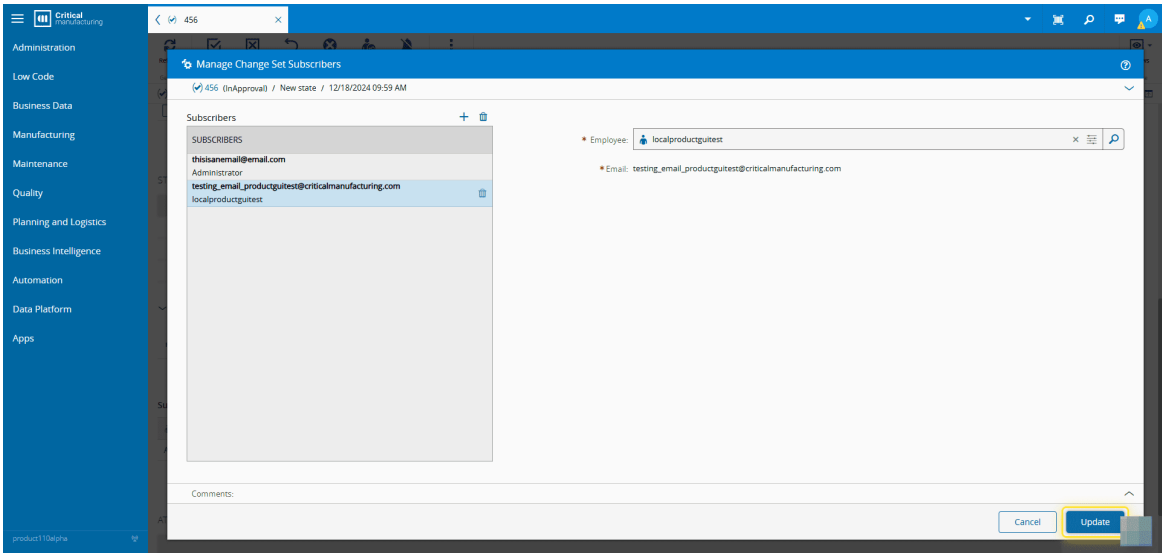 Critical
manufacturing
456
A
Administration
Low Code
Business Data
Manufacturing
Maintenance
Quality
Planning and Logistics
Business Intelligence
Automation
Data Platform
Apps
product110alpha
Manage Change Set Subscribers
456 (InApproval) / New state / 12/18/2024 09:59 AM
Subscribers
SUBSCRIBERS
thisisanemail@email.com
Administrator
testing_email_productguitest@criticalmanufacturing.com
localproductguitest
* Employee: localproductguitest
* Email: testing_email_productguitest@criticalmanufacturing.com
Comments:
Cancel
Update